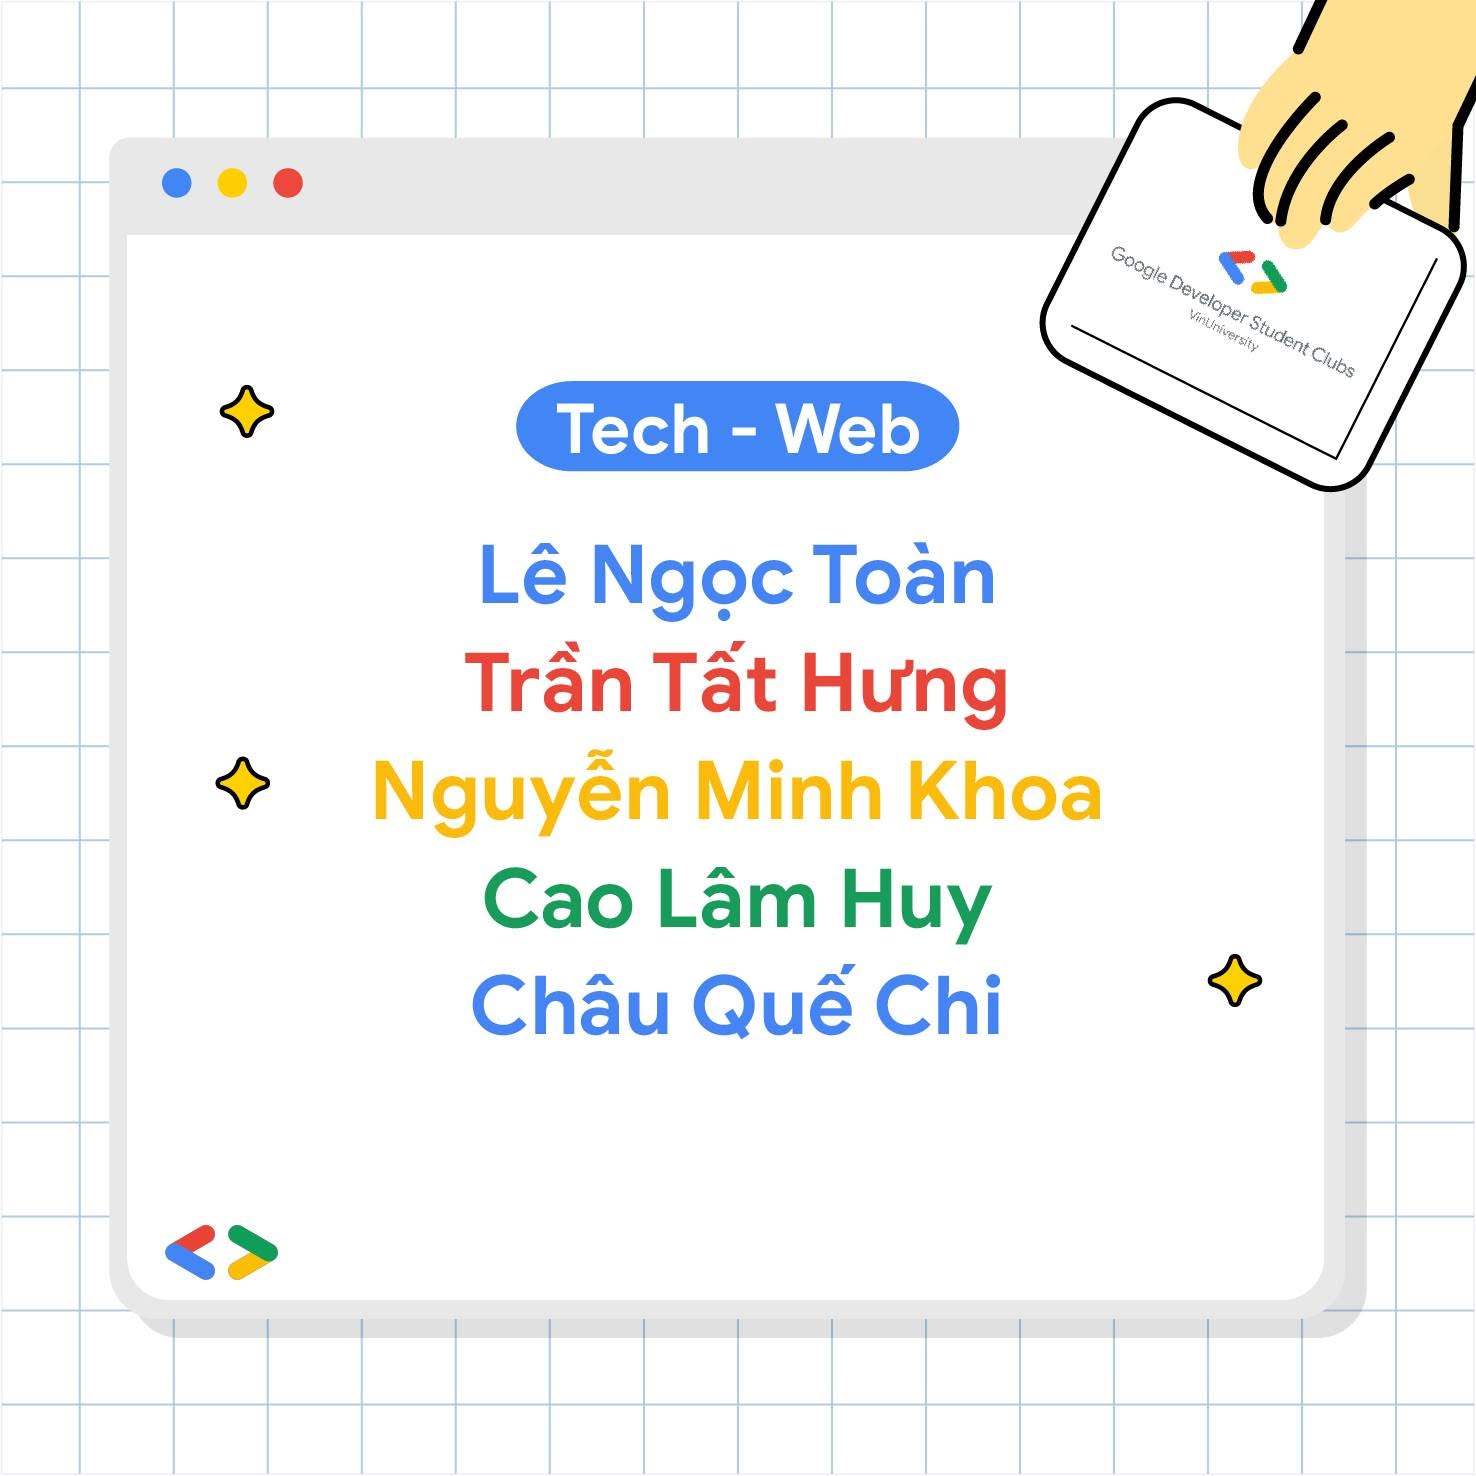 Google Developer Student Clubs
VinUniversity
Tech - Web
Lê Ngọc Toàn
Trần Tất Hưng
Nguyễn Minh Khoa
Cao Lâm Huy
Châu Quế Chi